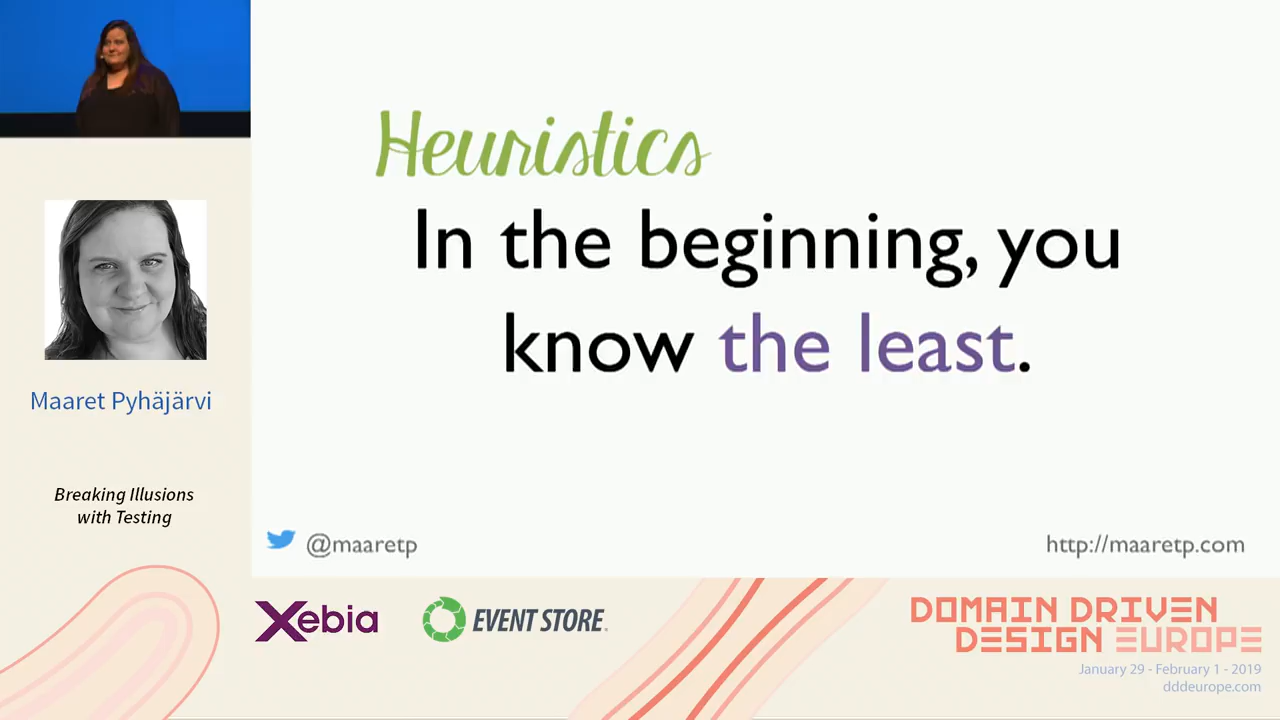 Heuristics
In the beginning, you
know the least.
@maaretp
http://maaretp.com
Maaret Pyhäjärvi
Breaking Illusions
with Testing
Xebia
EVENT STORE
DOMAIN DRIVEN
DESIGN EUROPE
January 29 - February 1 - 2019
dddeurope.com